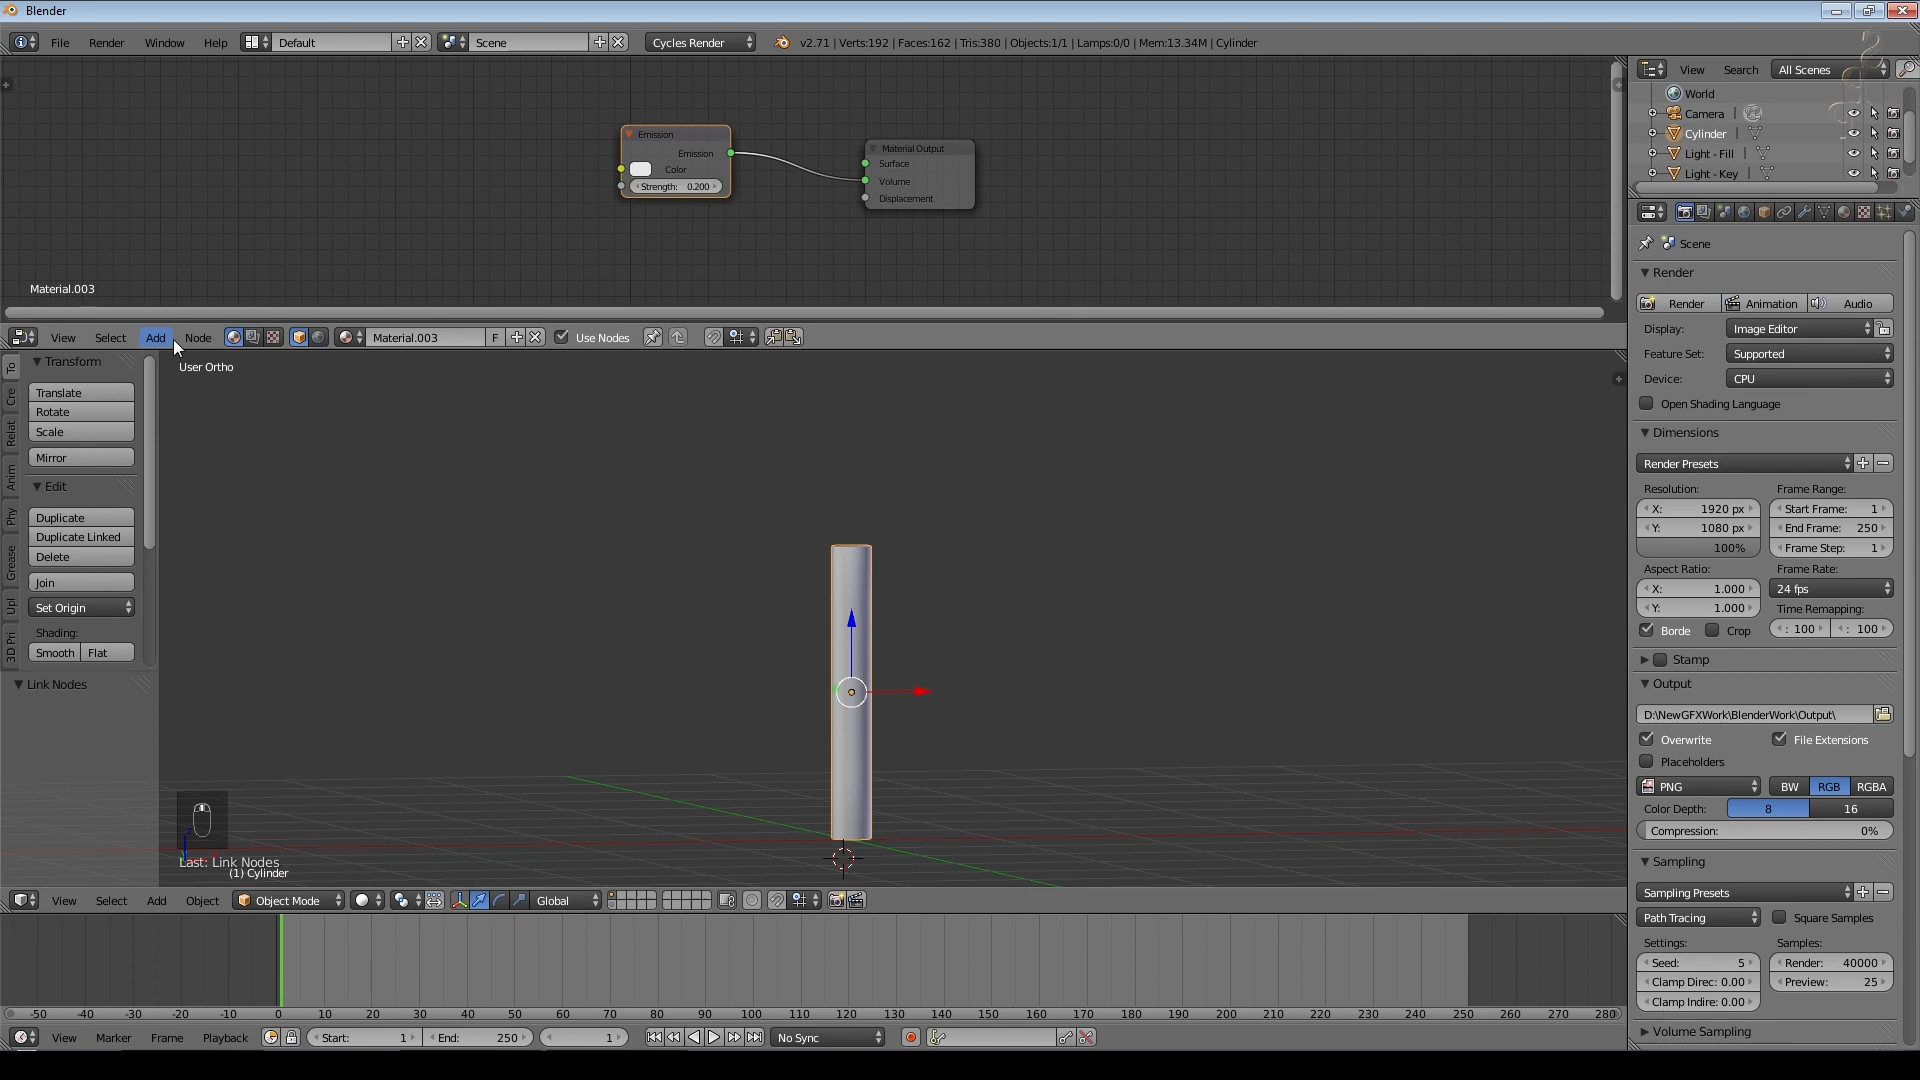 Blender
File Render Window Help Default Scene Cycles Render v2.71 | Verts:192 | Faces:162 | Tris:380 | Objects:1/1 | Lamps:0/0 | Mem:13.34M | Cylinder
Emission
Emission
Color
Strength: 0.200
Material Output
Surface
Volume
Displacement
Material.003
View Select Add Node Material.003 F Use Nodes
View Search All Scenes
World
Camera
Cylinder
Light - Fill
Light - Key
Scene
Render
Render Animation Audio
Display: Image Editor
Feature Set: Supported
Device: CPU
Open Shading Language
Dimensions
Render Presets
Resolution: Frame Range:
X: 1920 px Start Frame: 1
Y: 1080 px End Frame: 250
100% Frame Step: 1
Aspect Ratio: Frame Rate:
X: 1.000 24 fps
Y: 1.000 Time Remapping:
Borde Crop : 100 : 100
Stamp
Output
D:\NewGFXWork\BlenderWork\Output\
Overwrite File Extensions
Placeholders
PNG BW RGB RGBA
Color Depth: 8 16
Compression: 0%
Sampling
Sampling Presets
Path Tracing Square Samples
Settings: Samples:
Seed: 5 Render: 40000
Clamp Direc: 0.00 Preview: 25
Clamp Indire: 0.00
Volume Sampling
To
Cre
Relat
Anim
Phy
Grease
Upl
3D Pri
Transform
Translate
Rotate
Scale
Mirror
Edit
Duplicate
Duplicate Linked
Delete
Join
Set Origin
Shading:
Smooth Flat
Link Nodes
User Ortho
Last: Link Nodes
(1) Cylinder
View Select Add Object Object Mode Global
-50 -40 -30 -20 -10 0 10 20 30 40 50 60 70 80 90 100 110 120 130 140 150 160 170 180 190 200 210 220 230 240 250 260 270 280
View Marker Frame Playback Start: 1 End: 250 1 No Sync